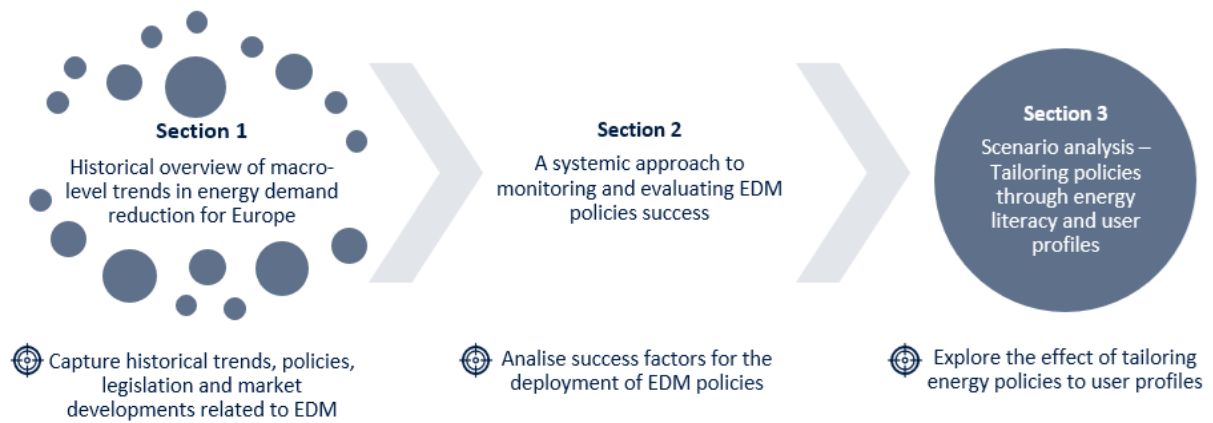 Section 1
Historical overview of macro-
level trends in energy demand
reduction for Europe
Section 2
A systemic approach to
monitoring and evaluating EDM
policies success
Section 3
Scenario analysis –
Tailoring policies
through energy
literacy and user
profiles
Capture historical trends, policies,
legislation and market
developments related to EDM
Analise success factors for the
deployment of EDM policies
Explore the effect of tailoring
energy policies to user profiles